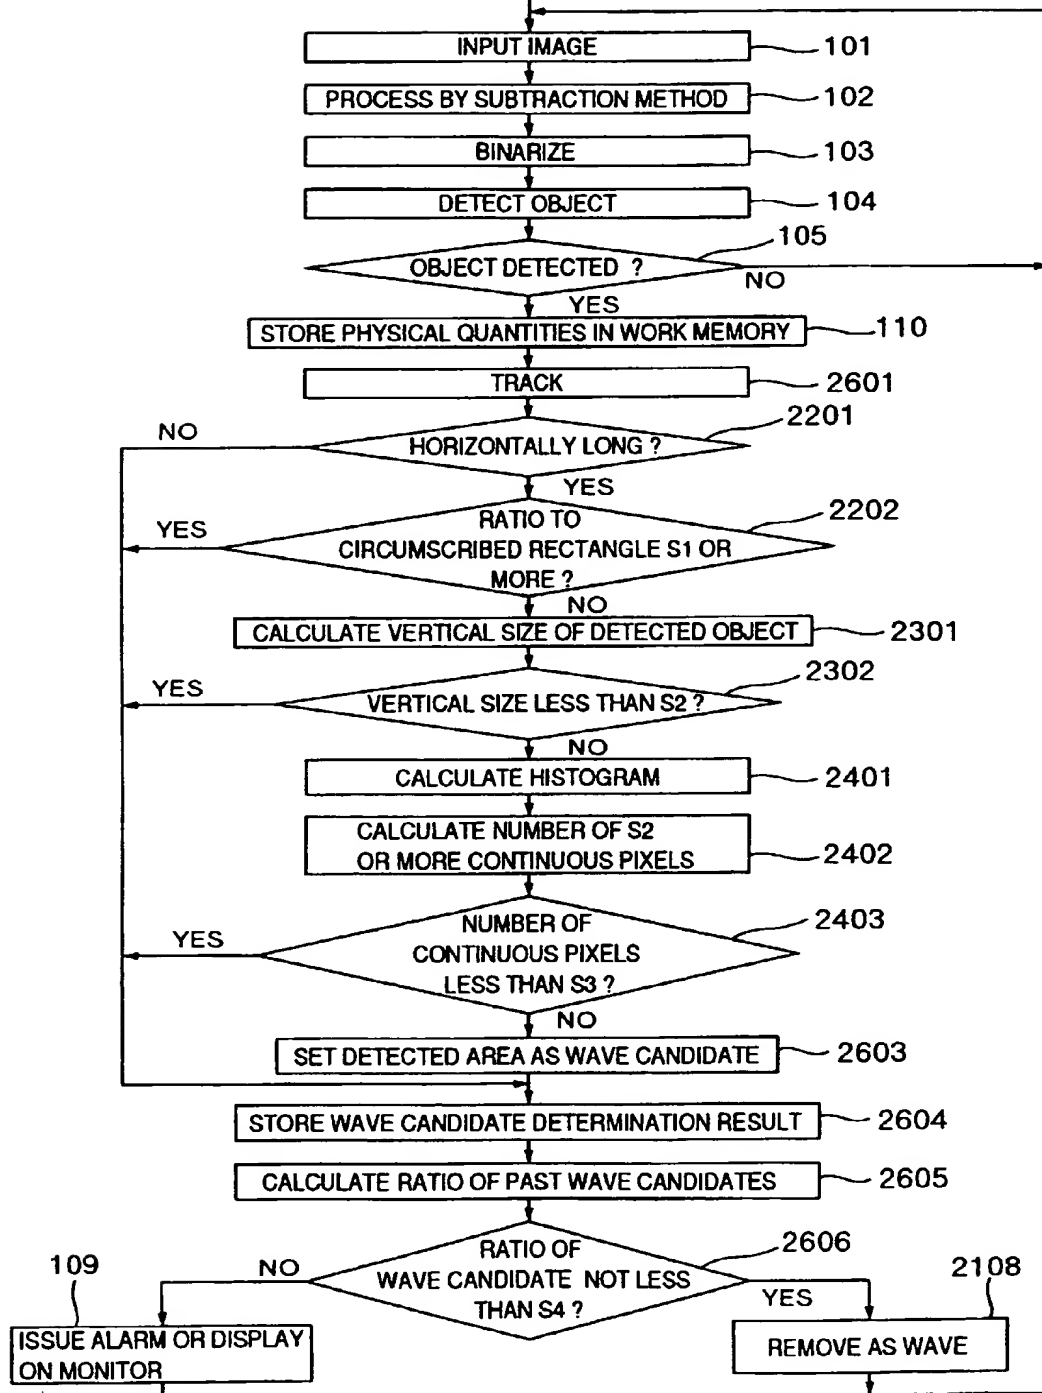 INPUT IMAGE
101
PROCESS BY SUBTRACTION METHOD
102
BINARIZE
103
DETECT OBJECT
104
OBJECT DETECTED ?
105
NO
YES
STORE PHYSICAL QUANTITIES IN WORK MEMORY
110
TRACK
2601
HORIZONTALLY LONG ?
2201
NO
YES
RATIO TO
CIRCUMSCRIBED RECTANGLE S1 OR
MORE ?
2202
YES
NO
CALCULATE VERTICAL SIZE OF DETECTED OBJECT
2301
VERTICAL SIZE LESS THAN S2 ?
2302
YES
NO
CALCULATE HISTOGRAM
2401
CALCULATE NUMBER OF S2
OR MORE CONTINUOUS PIXELS
2402
NUMBER OF
CONTINUOUS PIXELS
LESS THAN S3 ?
2403
YES
NO
SET DETECTED AREA AS WAVE CANDIDATE
2603
STORE WAVE CANDIDATE DETERMINATION RESULT
2604
CALCULATE RATIO OF PAST WAVE CANDIDATES
2605
RATIO OF
WAVE CANDIDATE NOT LESS
THAN S4 ?
2606
NO
YES
109
ISSUE ALARM OR DISPLAY
ON MONITOR
2108
REMOVE AS WAVE